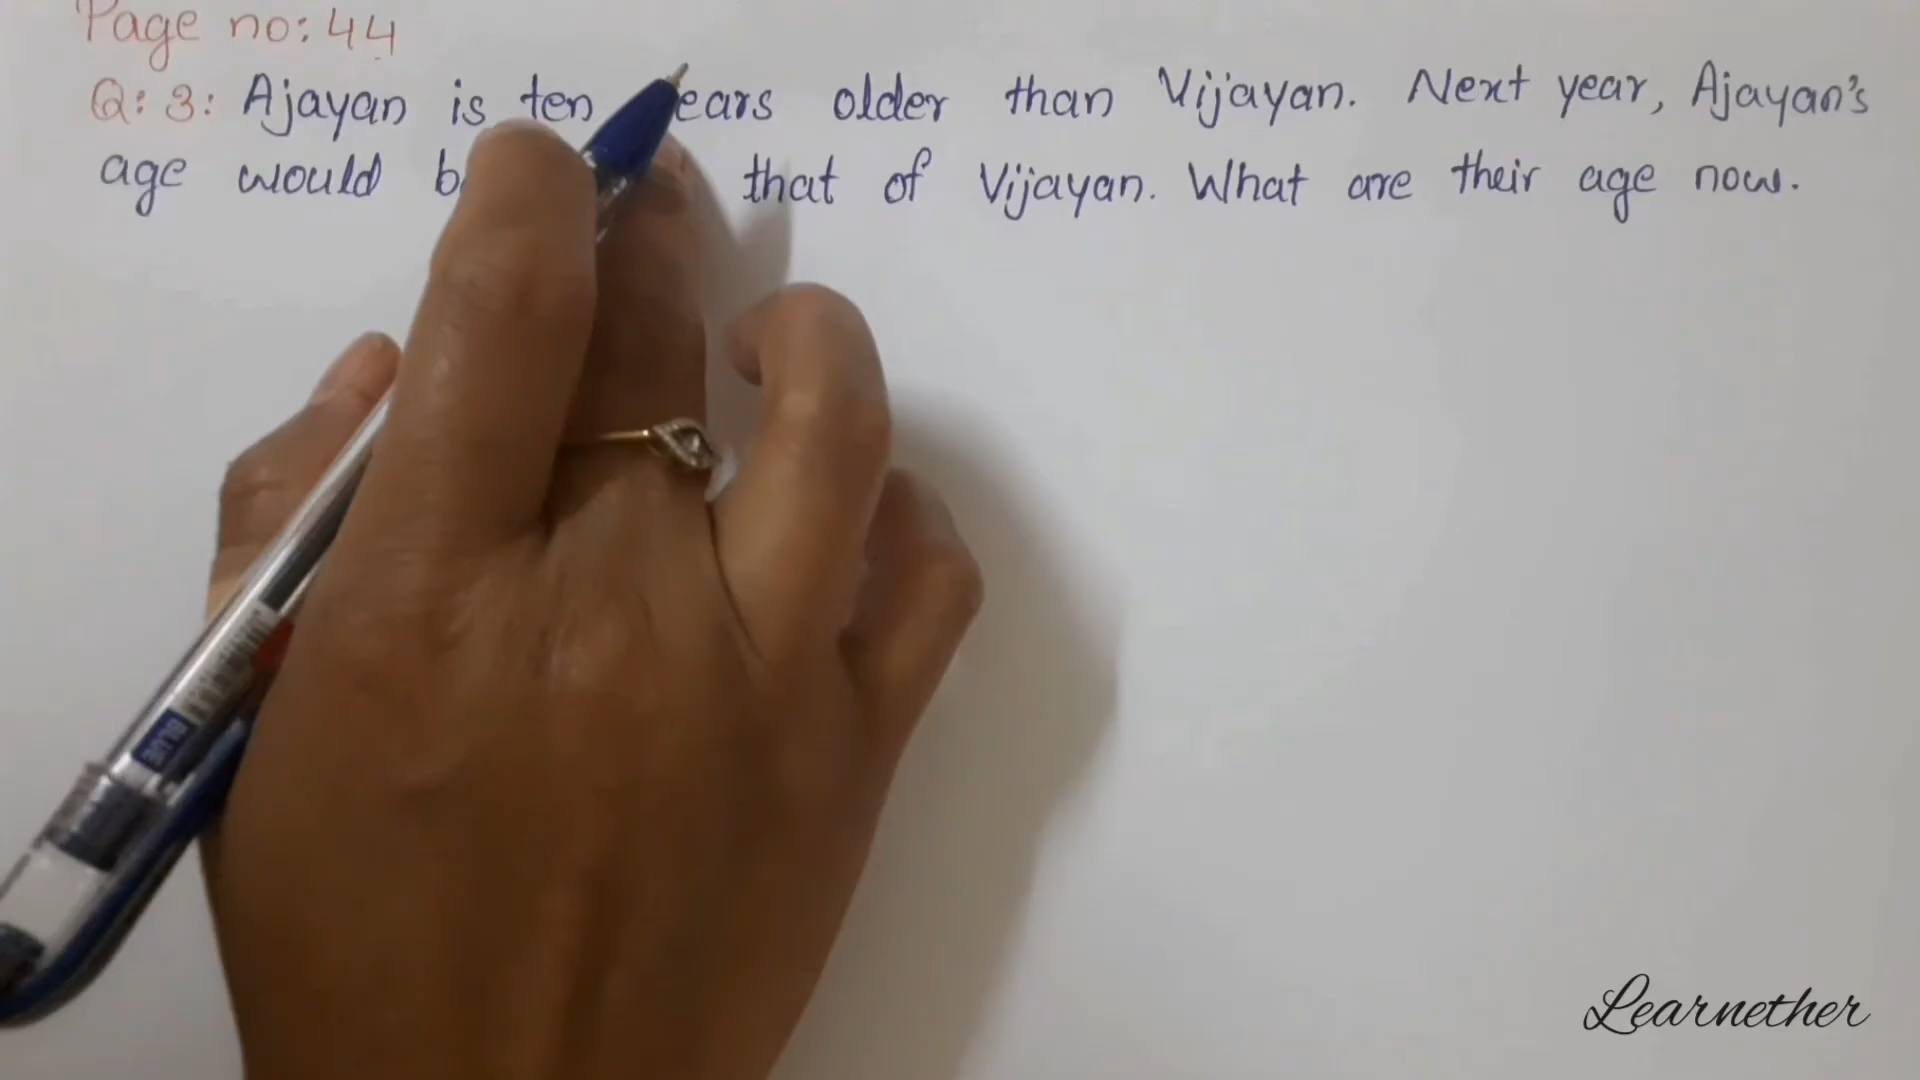 Page no: 44
Q: 3: Ajayan is ten ears older than Vijayan. Next year, Ajayan's
age would b that of Vijayan. What are their age now.
BLUE
Learnether